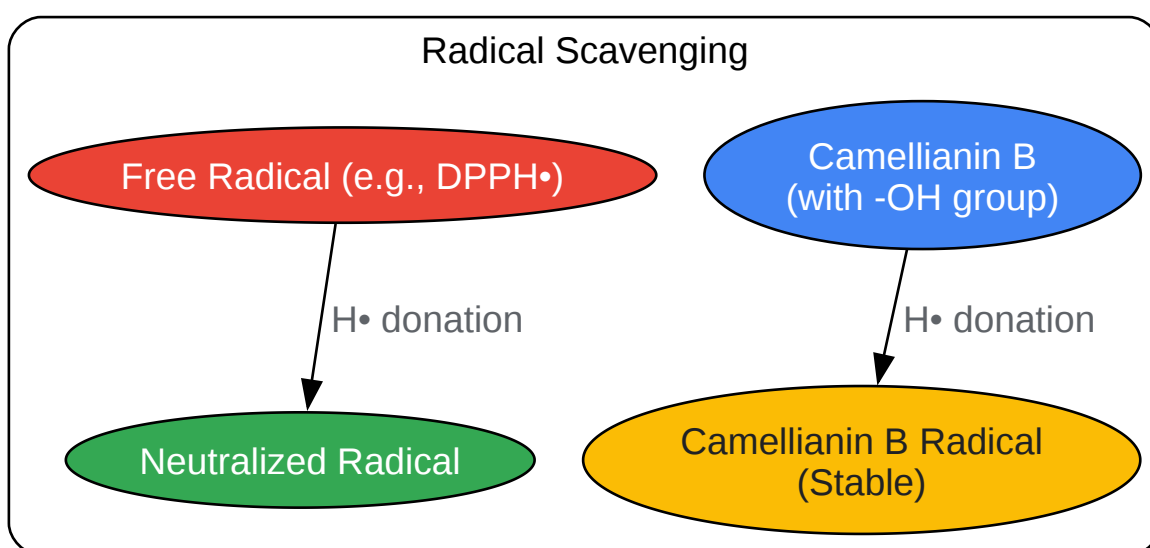 Radical Scavenging
Free Radical (e.g., DPPH•)
Camellianin B
(with -OH group)
H• donation
H• donation
Neutralized Radical
Camellianin B Radical
(Stable)